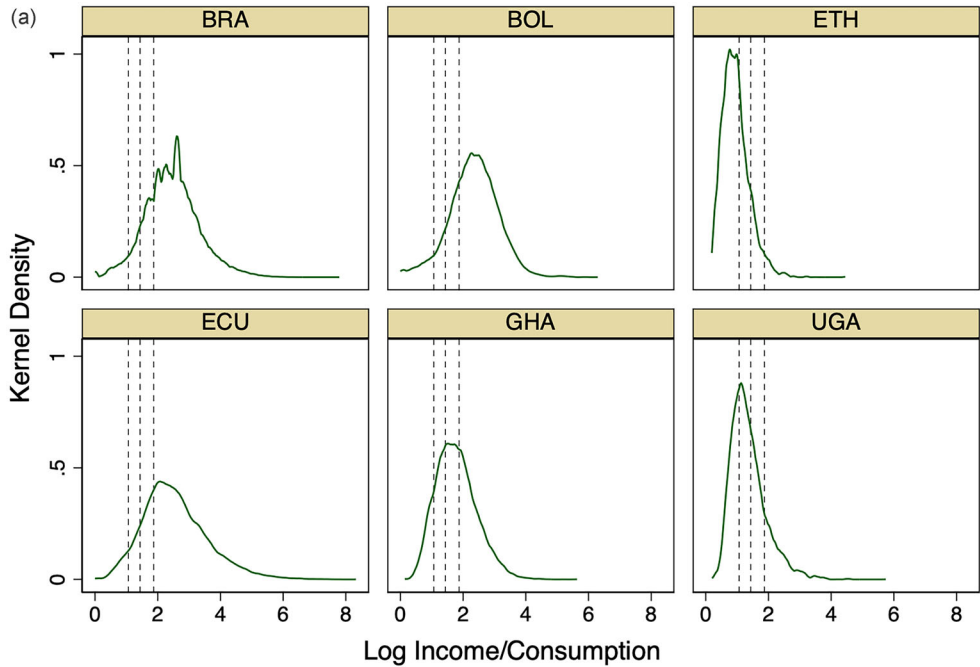 (a)
BRA BOL ETH
1
.5
0
ECU GHA UGA
1
.5
0
0 2 4 6 8 0 2 4 6 8 0 2 4 6 8
Kernel Density
Log Income/Consumption